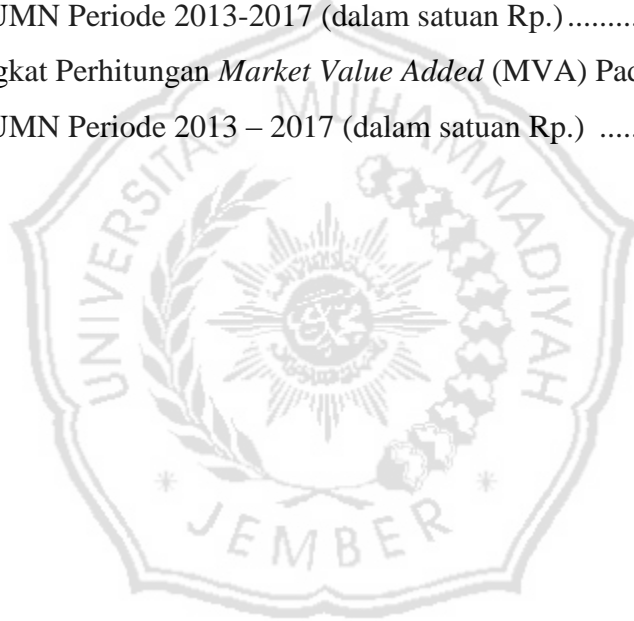 UMN Periode 2013-2017 (dalam satuan Rp.).........
gkat Perhitungan Market Value Added (MVA) Pad
UMN Periode 2013 – 2017 (dalam satuan Rp.) .....
UNIVERSITAS MUHAMMADIYAH
JEMBER